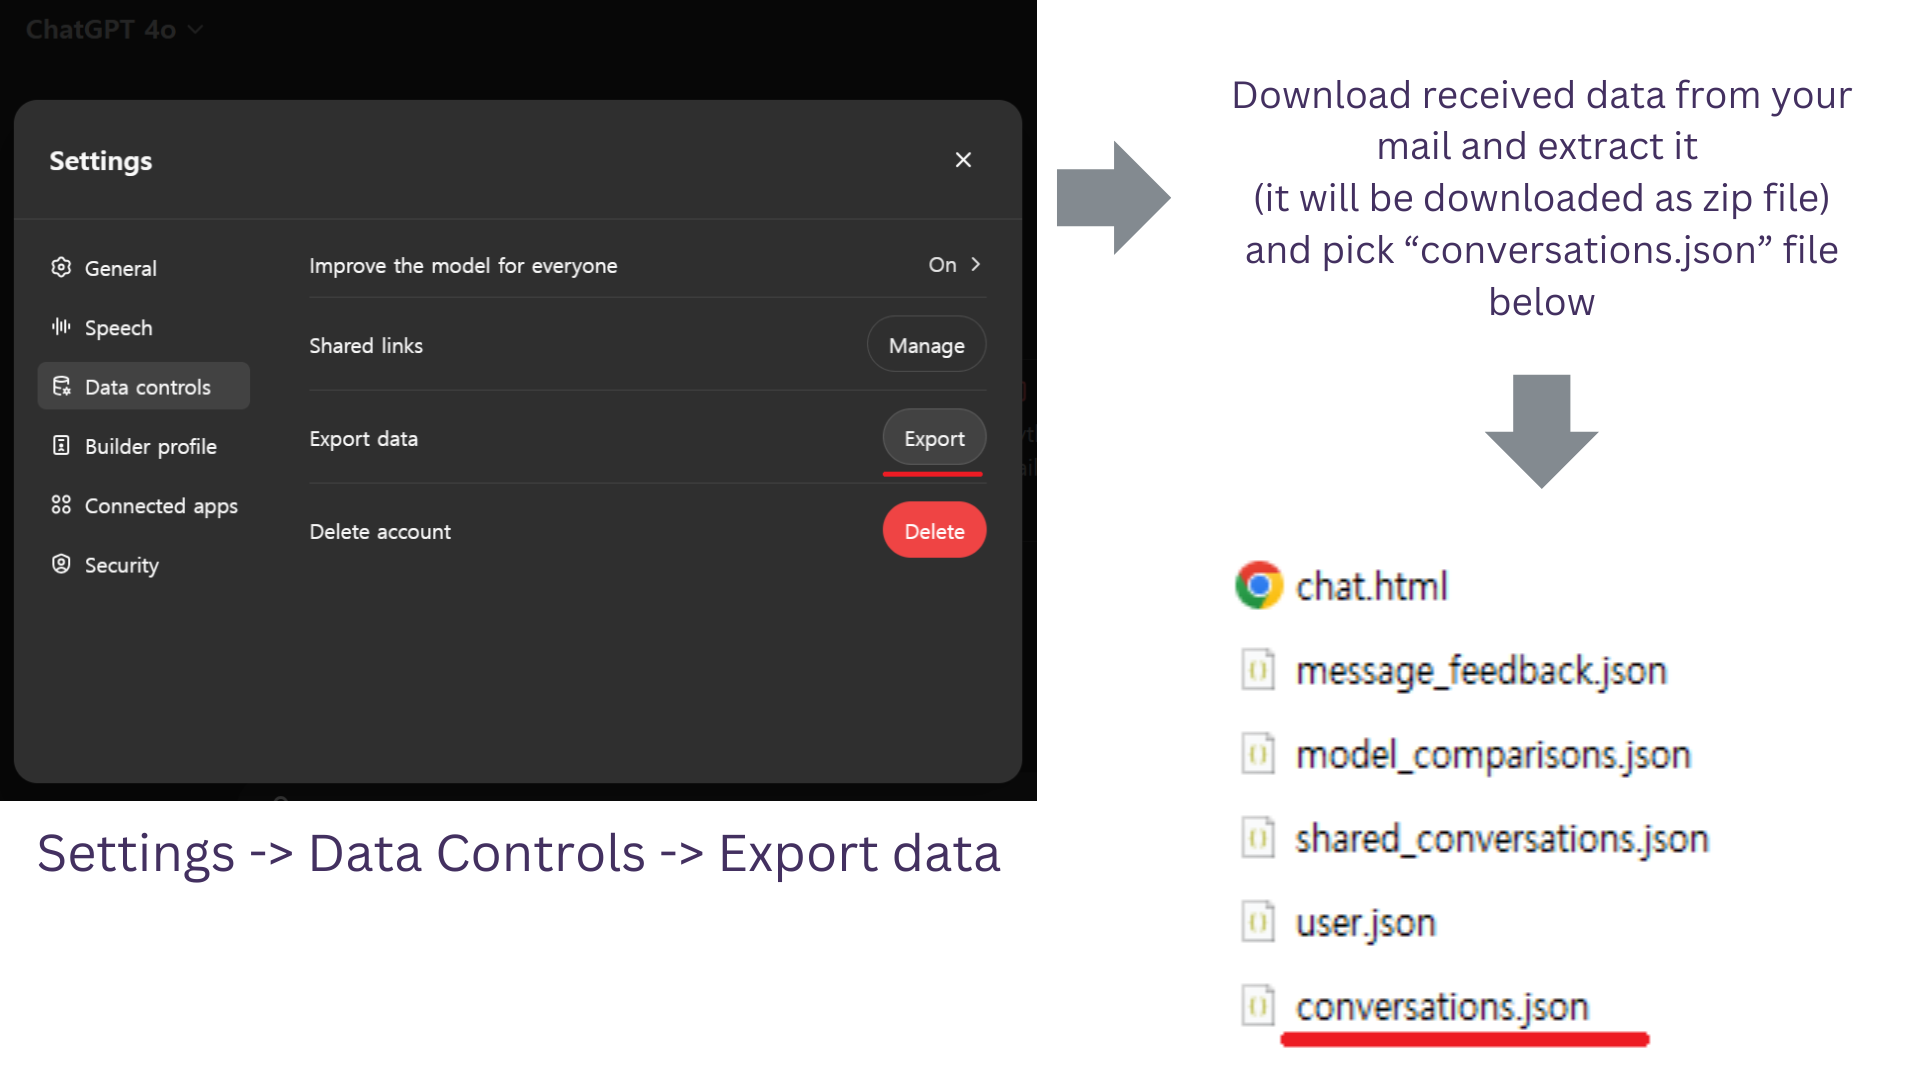 ChatGPT 4o
Settings
General
Speech
Data controls
Builder profile
Connected apps
Security
Improve the model for everyone
On
Shared links
Manage
Export data
Export
Delete account
Delete
Settings -> Data Controls -> Export data
Download received data from your
mail and extract it
(it will be downloaded as zip file)
and pick “conversations.json” file
below
chat.html
message_feedback.json
model_comparisons.json
shared_conversations.json
user.json
conversations.json